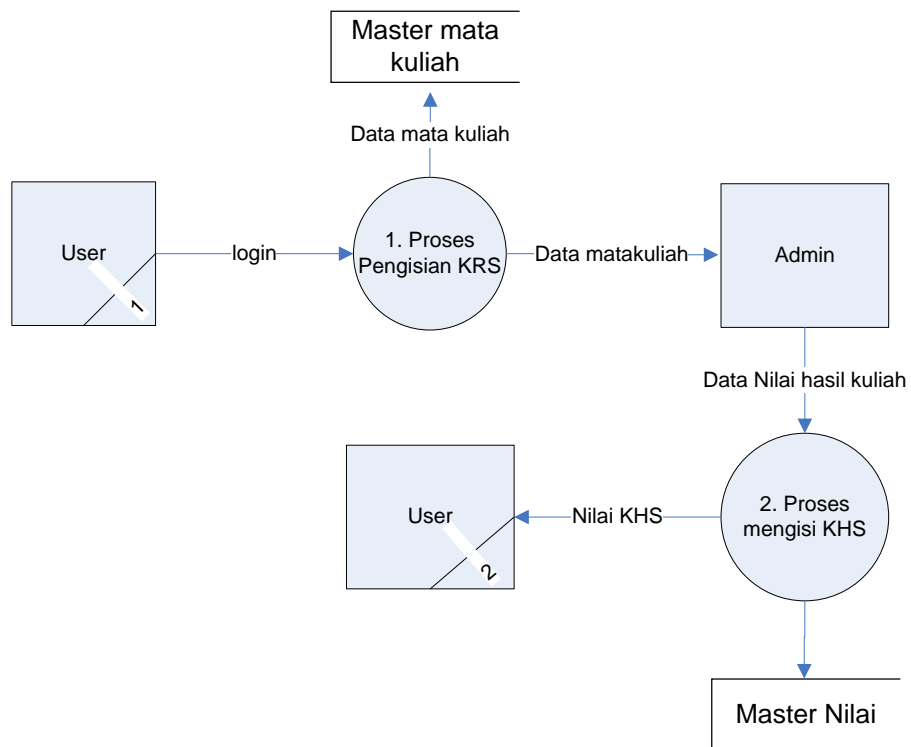 Master mata
kuliah
Data mata kuliah
User
1
login
1. Proses
Pengisian KRS
Data matakuliah
Admin
Data Nilai hasil kuliah
User
2
Nilai KHS
2. Proses
mengisi KHS
Master Nilai